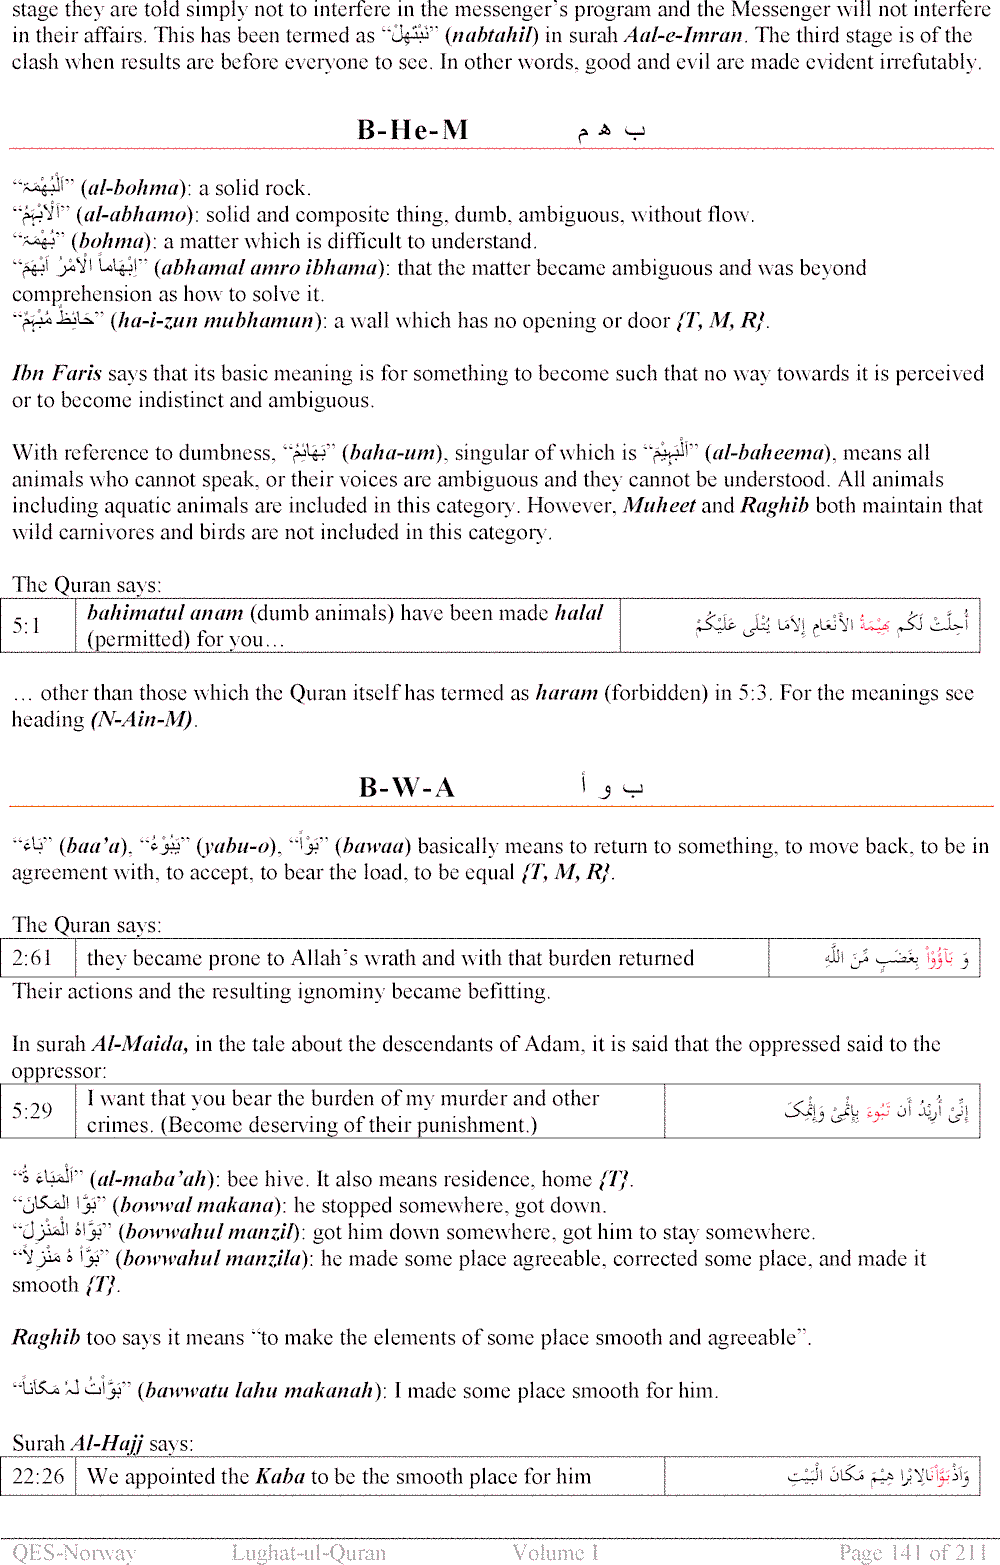 stage they are told simply not to interfere in the messenger's program and the Messenger will not interfere
in their affairs. This has been termed as “نَبْتَهِلْ” (nabtahil) in surah Aal-e-Imran. The third stage is of the
clash when results are before everyone to see. In other words, good and evil are made evident irrefutably.
B-He-M ب ھ م
“اَلْبُهْمَۃ” (al-bohma): a solid rock.
“اَلْاَبْہَمُ” (al-abhamo): solid and composite thing, dumb, ambiguous, without flow.
“بُهْمَۃ” (bohma): a matter which is difficult to understand.
“اِبْهَاماً الْاَمْرُ اَبْهَمَ” (abhamal amro ibhama): that the matter became ambiguous and was beyond
comprehension as how to solve it.
“حَائِظٌ مُبْہَمٌ” (ha-i-zun mubhamun): a wall which has no opening or door {T, M, R}.
Ibn Faris says that its basic meaning is for something to become such that no way towards it is perceived
or to become indistinct and ambiguous.
With reference to dumbness, “بَهَائِمُ” (baha-um), singular of which is “اَلْبَہِیْمَ” (al-baheema), means all
animals who cannot speak, or their voices are ambiguous and they cannot be understood. All animals
including aquatic animals are included in this category. However, Muheet and Raghib both maintain that
wild carnivores and birds are not included in this category.
The Quran says:
5:1 bahimatul anam (dumb animals) have been made halal
(permitted) for you… أُحِلَّتْ لَكُم بَهِيْمَةُ الأَنْعَامِ إِلاَمَا يُتْلَى عَلَيْكُمْ
… other than those which the Quran itself has termed as haram (forbidden) in 5:3. For the meanings see
heading (N-Ain-M).
B-W-A ب و أ
“بَاءَ” (baa'a), “یَبُوْءُ” (yabu-o), “بَوْاً” (bawaa) basically means to return to something, to move back, to be in
agreement with, to accept, to bear the load, to be equal {T, M, R}.
The Quran says:
2:61 they became prone to Allah's wrath and with that burden returned وَ بَآؤُوْاْ بِغَضَبٍ مِّنَ اللَّهِ
Their actions and the resulting ignominy became befitting.
In surah Al-Maida, in the tale about the descendants of Adam, it is said that the oppressed said to the
oppressor:
5:29 I want that you bear the burden of my murder and other
crimes. (Become deserving of their punishment.) إِنِّیْ أُرِیْدُ أَن تَبُوءَ بِإِثْمِیْ وَإِثْمِکَ
“اَلْمَبَاءَ ۃُ” (al-maba'ah): bee hive. It also means residence, home {T}.
“بَوَّا المَكَانَ” (bowwal makana): he stopped somewhere, got down.
“بَوَّاہُ الْمَنْزِلَ” (bowwahul manzil): got him down somewhere, got him to stay somewhere.
“بَوَّأ ہُ مَنْزِلاً” (bowwahul manzila): he made some place agreeable, corrected some place, and made it
smooth {T}.
Raghib too says it means “to make the elements of some place smooth and agreeable”.
“بَوَّاْتُ لَہٗ مَكَاَناً” (bawwatu lahu makanah): I made some place smooth for him.
Surah Al-Hajj says:
22:26 We appointed the Kaba to be the smooth place for him وَاَذْبَوَّاْنَالِابْرا هِیْمَ مَكَانَ الْبَيْتِ
QES-Norway Lughat-ul-Quran Volume I Page 141 of 211